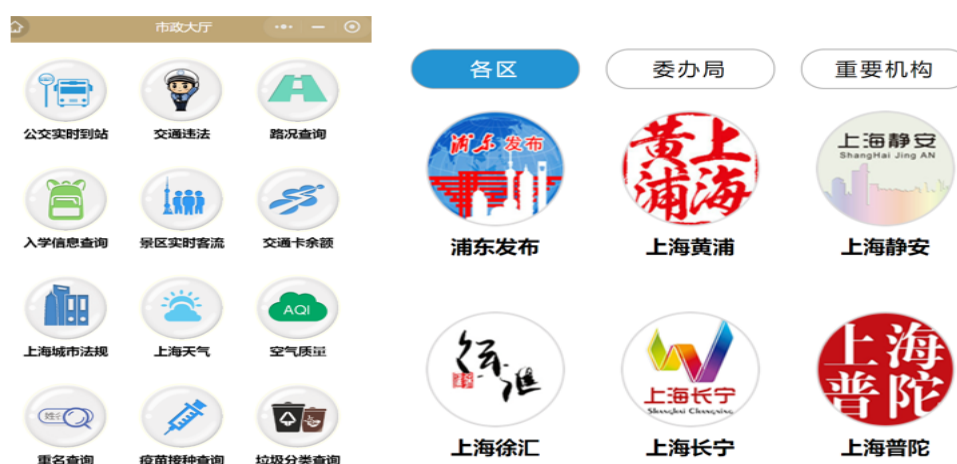 市政大厅
公交实时到站 交通违法 路况查询
入学信息查询 景区实时客流 交通卡余额
AQI
上海城市法规 上海天气 空气质量
重名查询 疫苗接种查询 垃圾分类查询
各区 委办局 重要机构
浦东 发布
黄浦 上海
上海静安
ShangHai Jing AN
浦东发布 上海黄浦 上海静安
徐汇
上海长宁
Shanghai Changning
上海普陀
上海徐汇 上海长宁 上海普陀